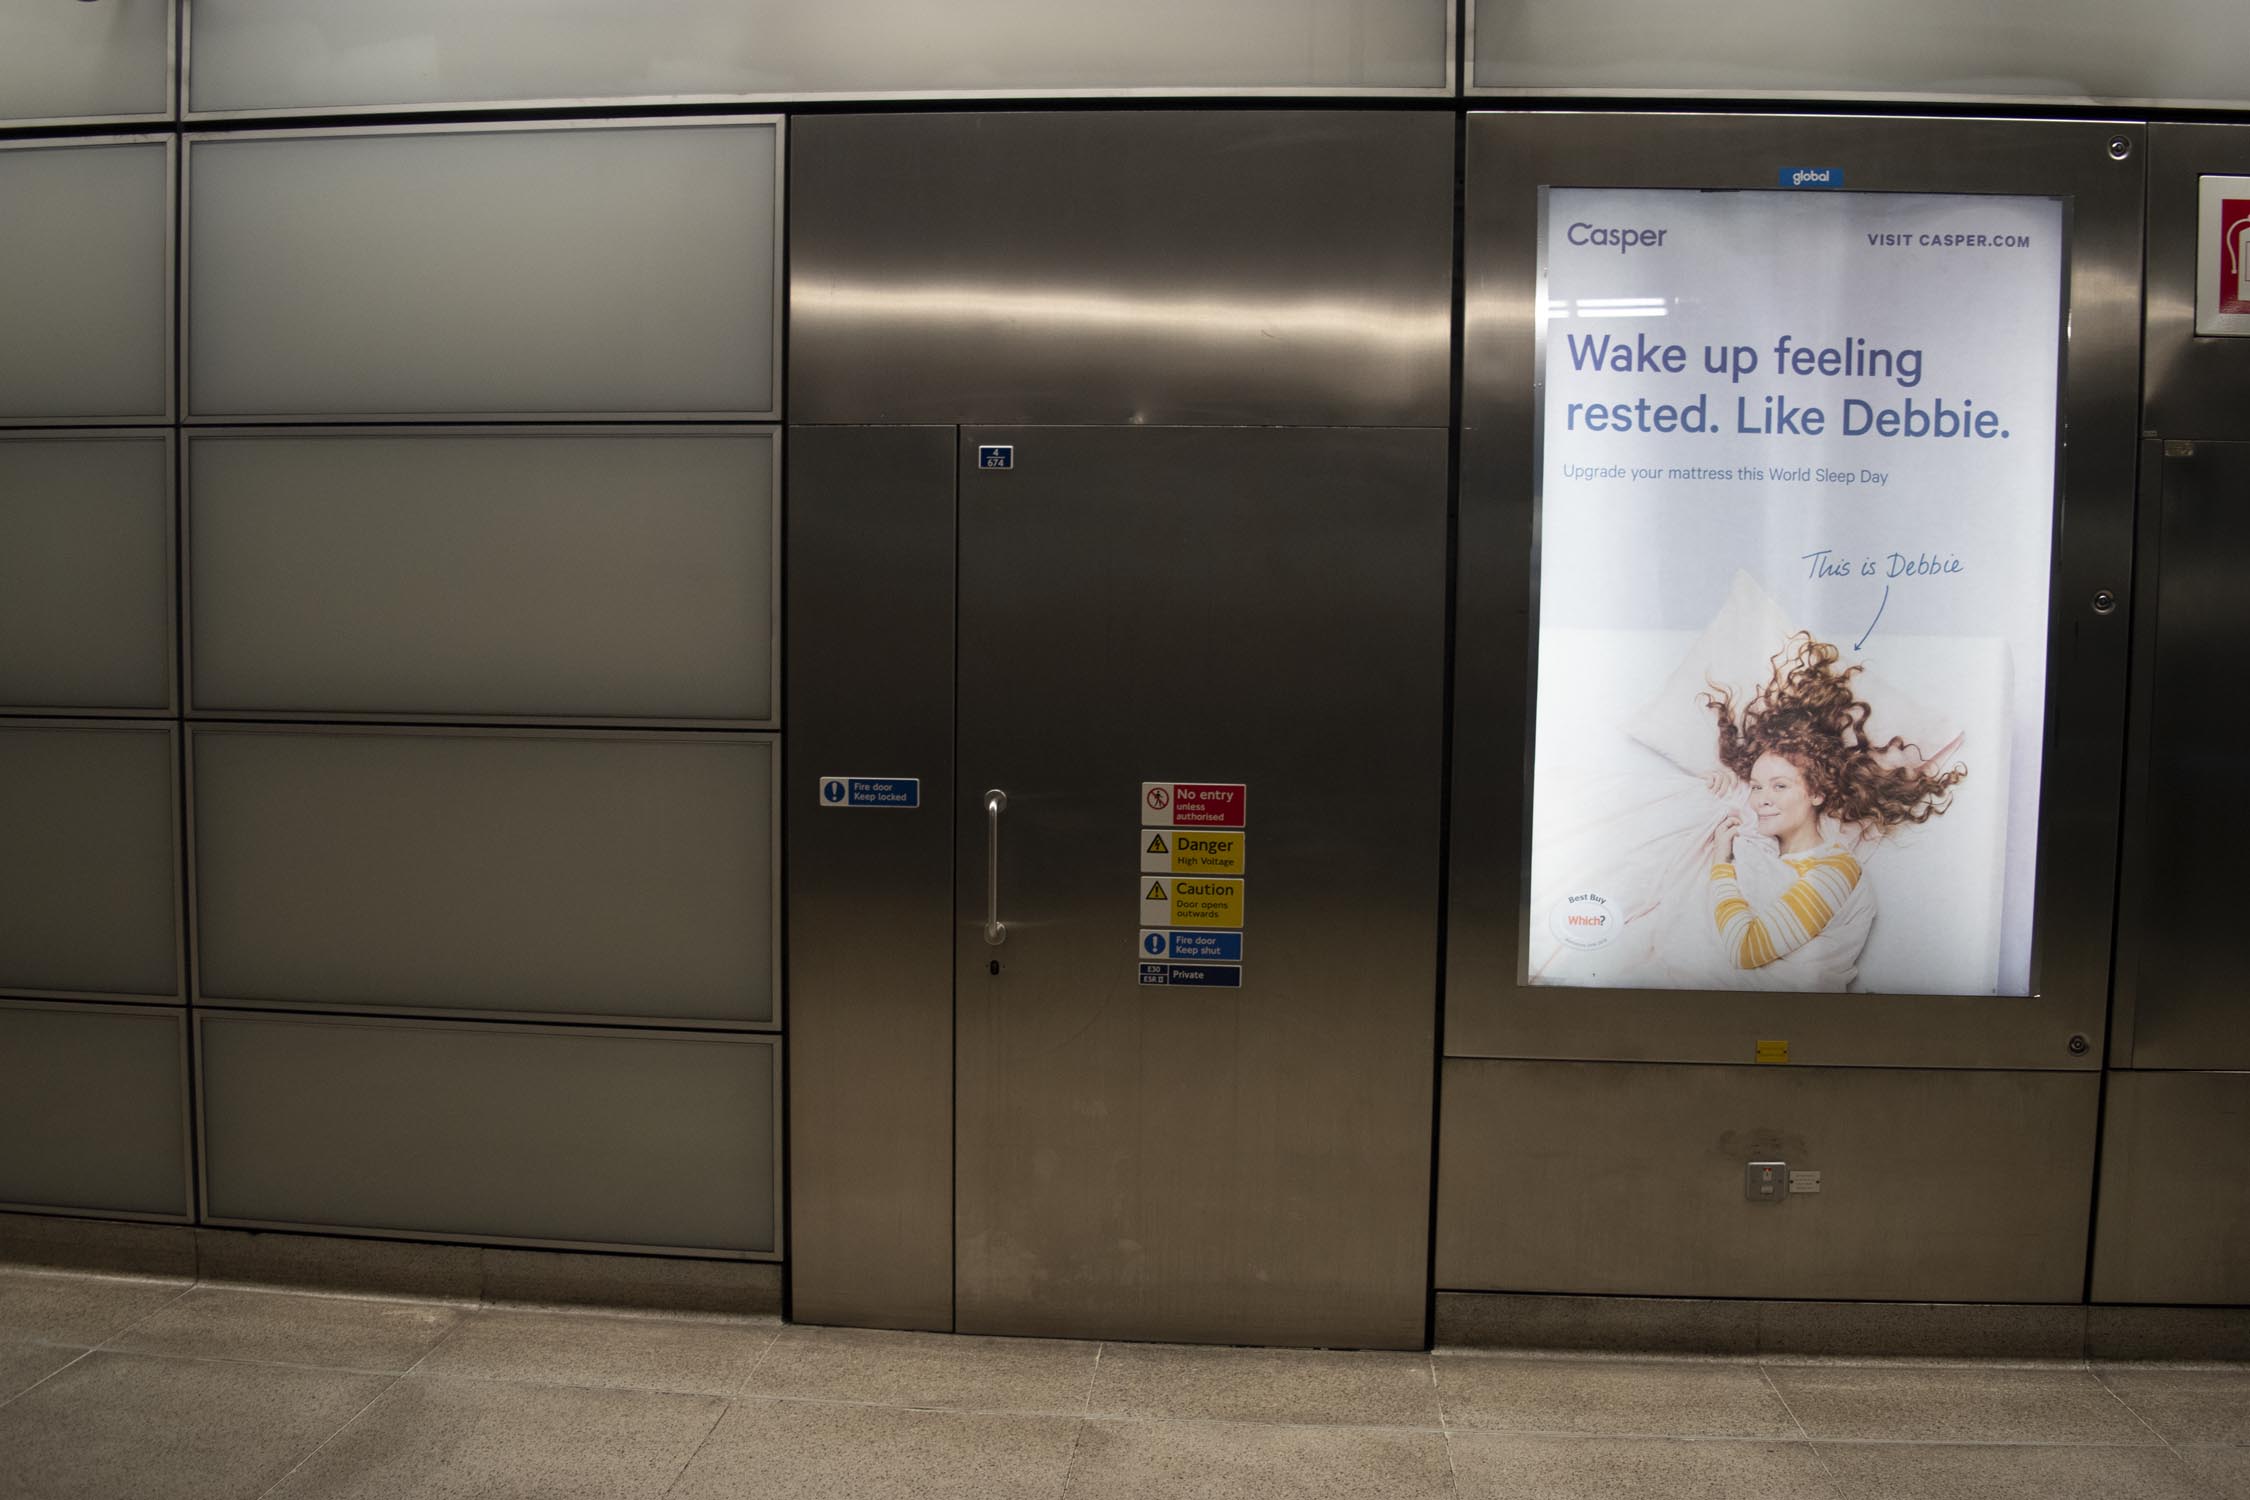 global
Casper
VISIT CASPER.COM
Wake up feeling
rested. Like Debbie.
Upgrade your mattress this World Sleep Day
This is Debbie
Best Buy
Which?
4
674
Fire door
Keep locked
No entry
unless
authorised
Danger
High Voltage
Caution
Door opens
outwards
Fire door
Keep shut
E30
Private